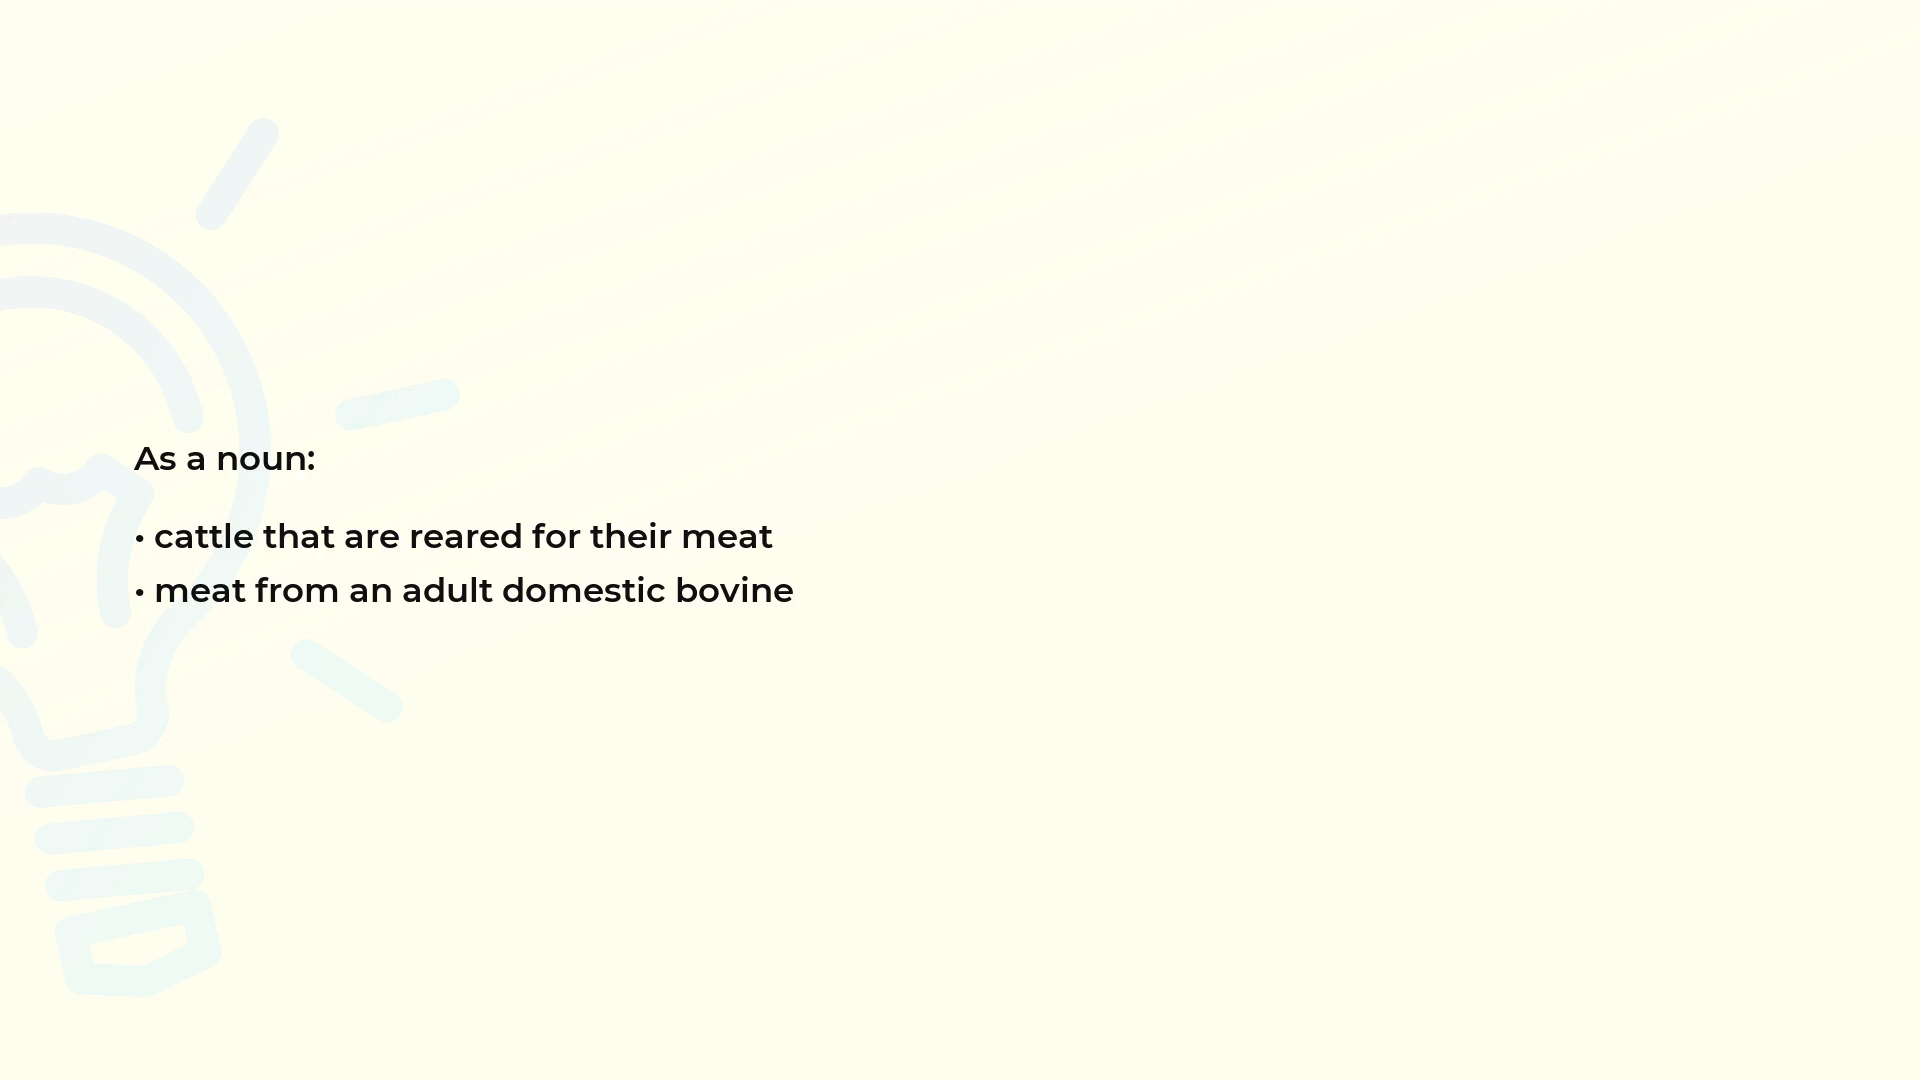 As a noun:
• cattle that are reared for their meat
• meat from an adult domestic bovine